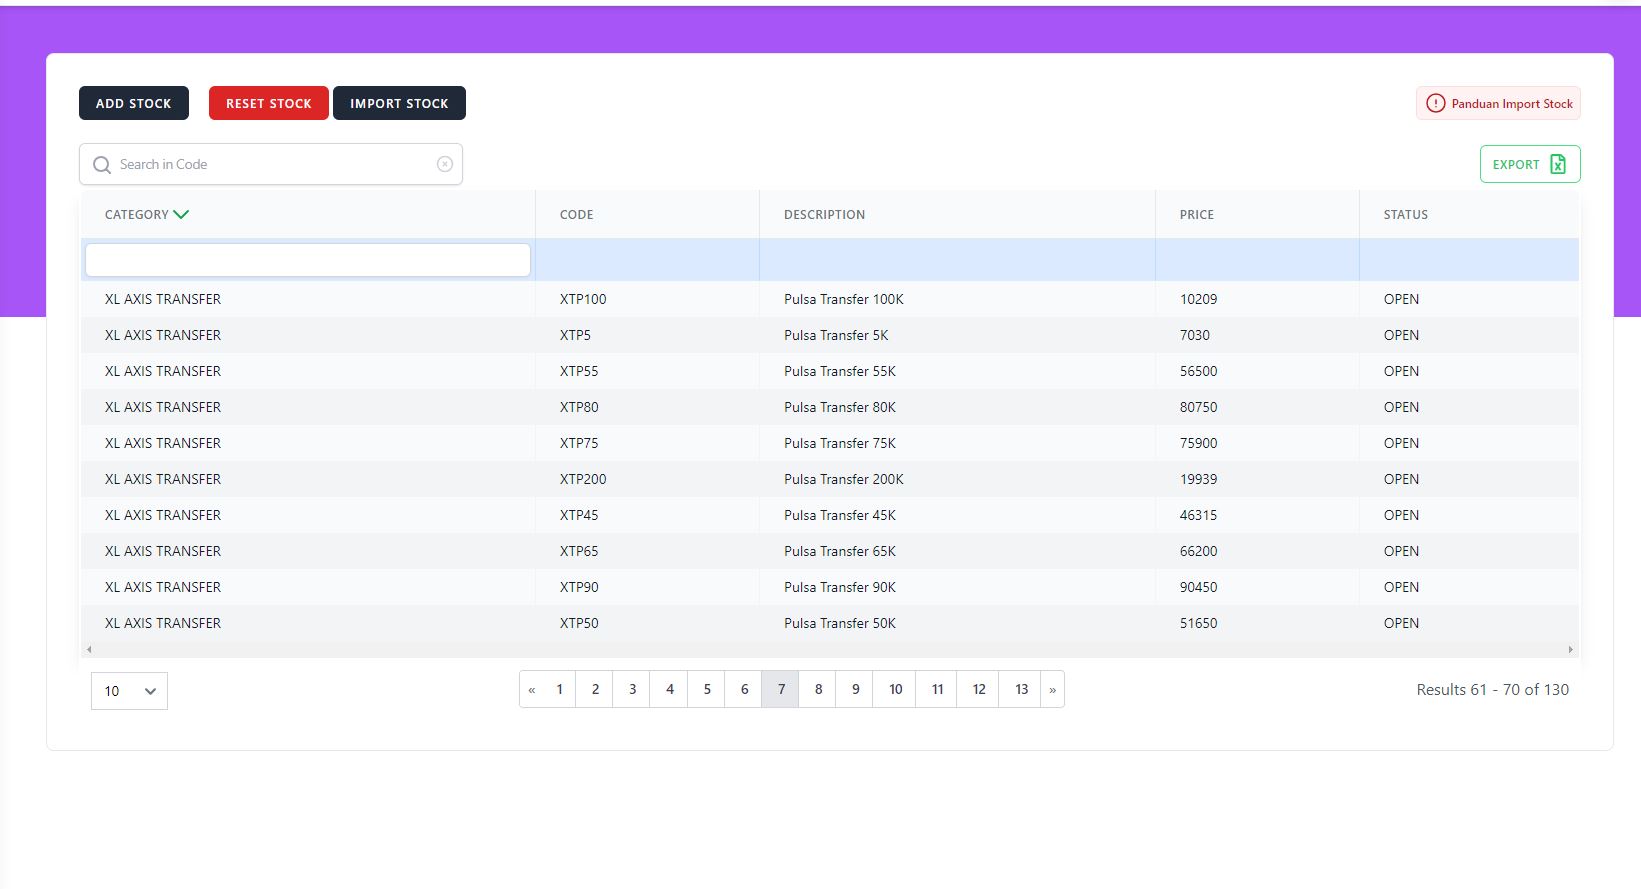 ADD STOCK RESET STOCK IMPORT STOCK Panduan Import Stock
Search in Code EXPORT
CATEGORY CODE DESCRIPTION PRICE STATUS
XL AXIS TRANSFER XTP100 Pulsa Transfer 100K 10209 OPEN
XL AXIS TRANSFER XTP5 Pulsa Transfer 5K 7030 OPEN
XL AXIS TRANSFER XTP55 Pulsa Transfer 55K 56500 OPEN
XL AXIS TRANSFER XTP80 Pulsa Transfer 80K 80750 OPEN
XL AXIS TRANSFER XTP75 Pulsa Transfer 75K 75900 OPEN
XL AXIS TRANSFER XTP200 Pulsa Transfer 200K 19939 OPEN
XL AXIS TRANSFER XTP45 Pulsa Transfer 45K 46315 OPEN
XL AXIS TRANSFER XTP65 Pulsa Transfer 65K 66200 OPEN
XL AXIS TRANSFER XTP90 Pulsa Transfer 90K 90450 OPEN
XL AXIS TRANSFER XTP50 Pulsa Transfer 50K 51650 OPEN
10 « 1 2 3 4 5 6 7 8 9 10 11 12 13 » Results 61 - 70 of 130